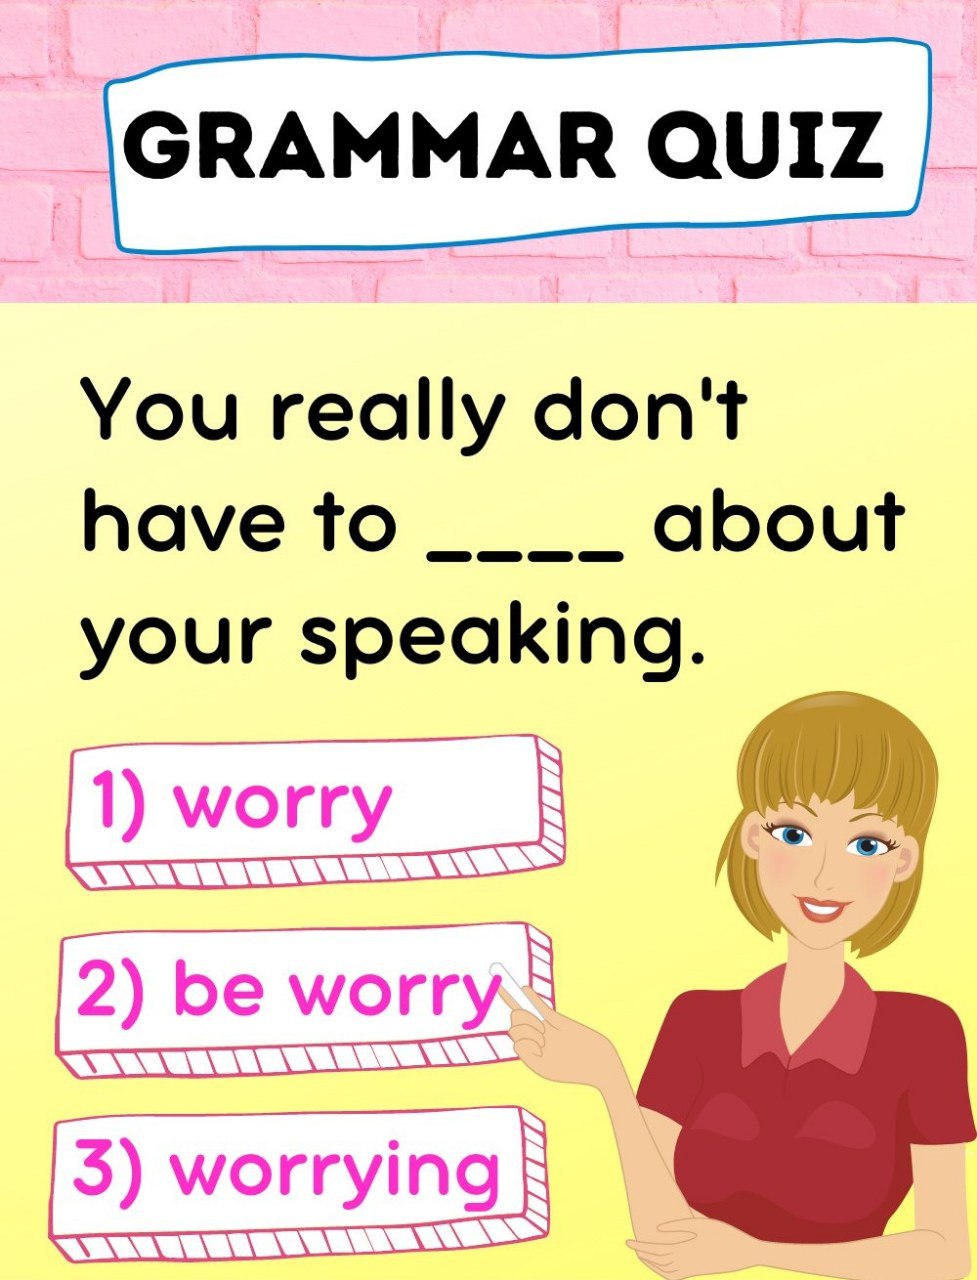 GRAMMAR QUIZ
You really don't
have to ____ about
your speaking.
1) worry
2) be worry
3) worrying